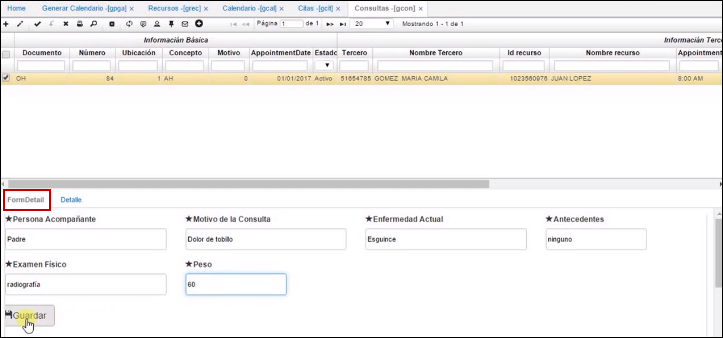 Home Generar Calendario -[gpga] x Recursos -[grec] x Calendario -[gcal] x Citas -[gcit] x Consultas -[gcon] x
Página 1 de 1 20 Mostrando 1 - 1 de 1
Información Básica Información Terc
Documento Número Ubicación Concepto Motivo AppointmentDate Estado Tercero Nombre Tercero Id recurso Nombre recurso Appointment
OH 84 1 AH 0 01/01/2017 Activo 51654785 GOMEZ MARIA CAMILA 1023560976 JUAN LOPEZ 8:00 AM
FormDetail Detalle
★Persona Acompañante ★Motivo de la Consulta ★Enfermedad Actual ★Antecedentes
Padre Dolor de tobillo Esguince ninguno
★Examen Físico ★Peso
radiografía 60
Guardar